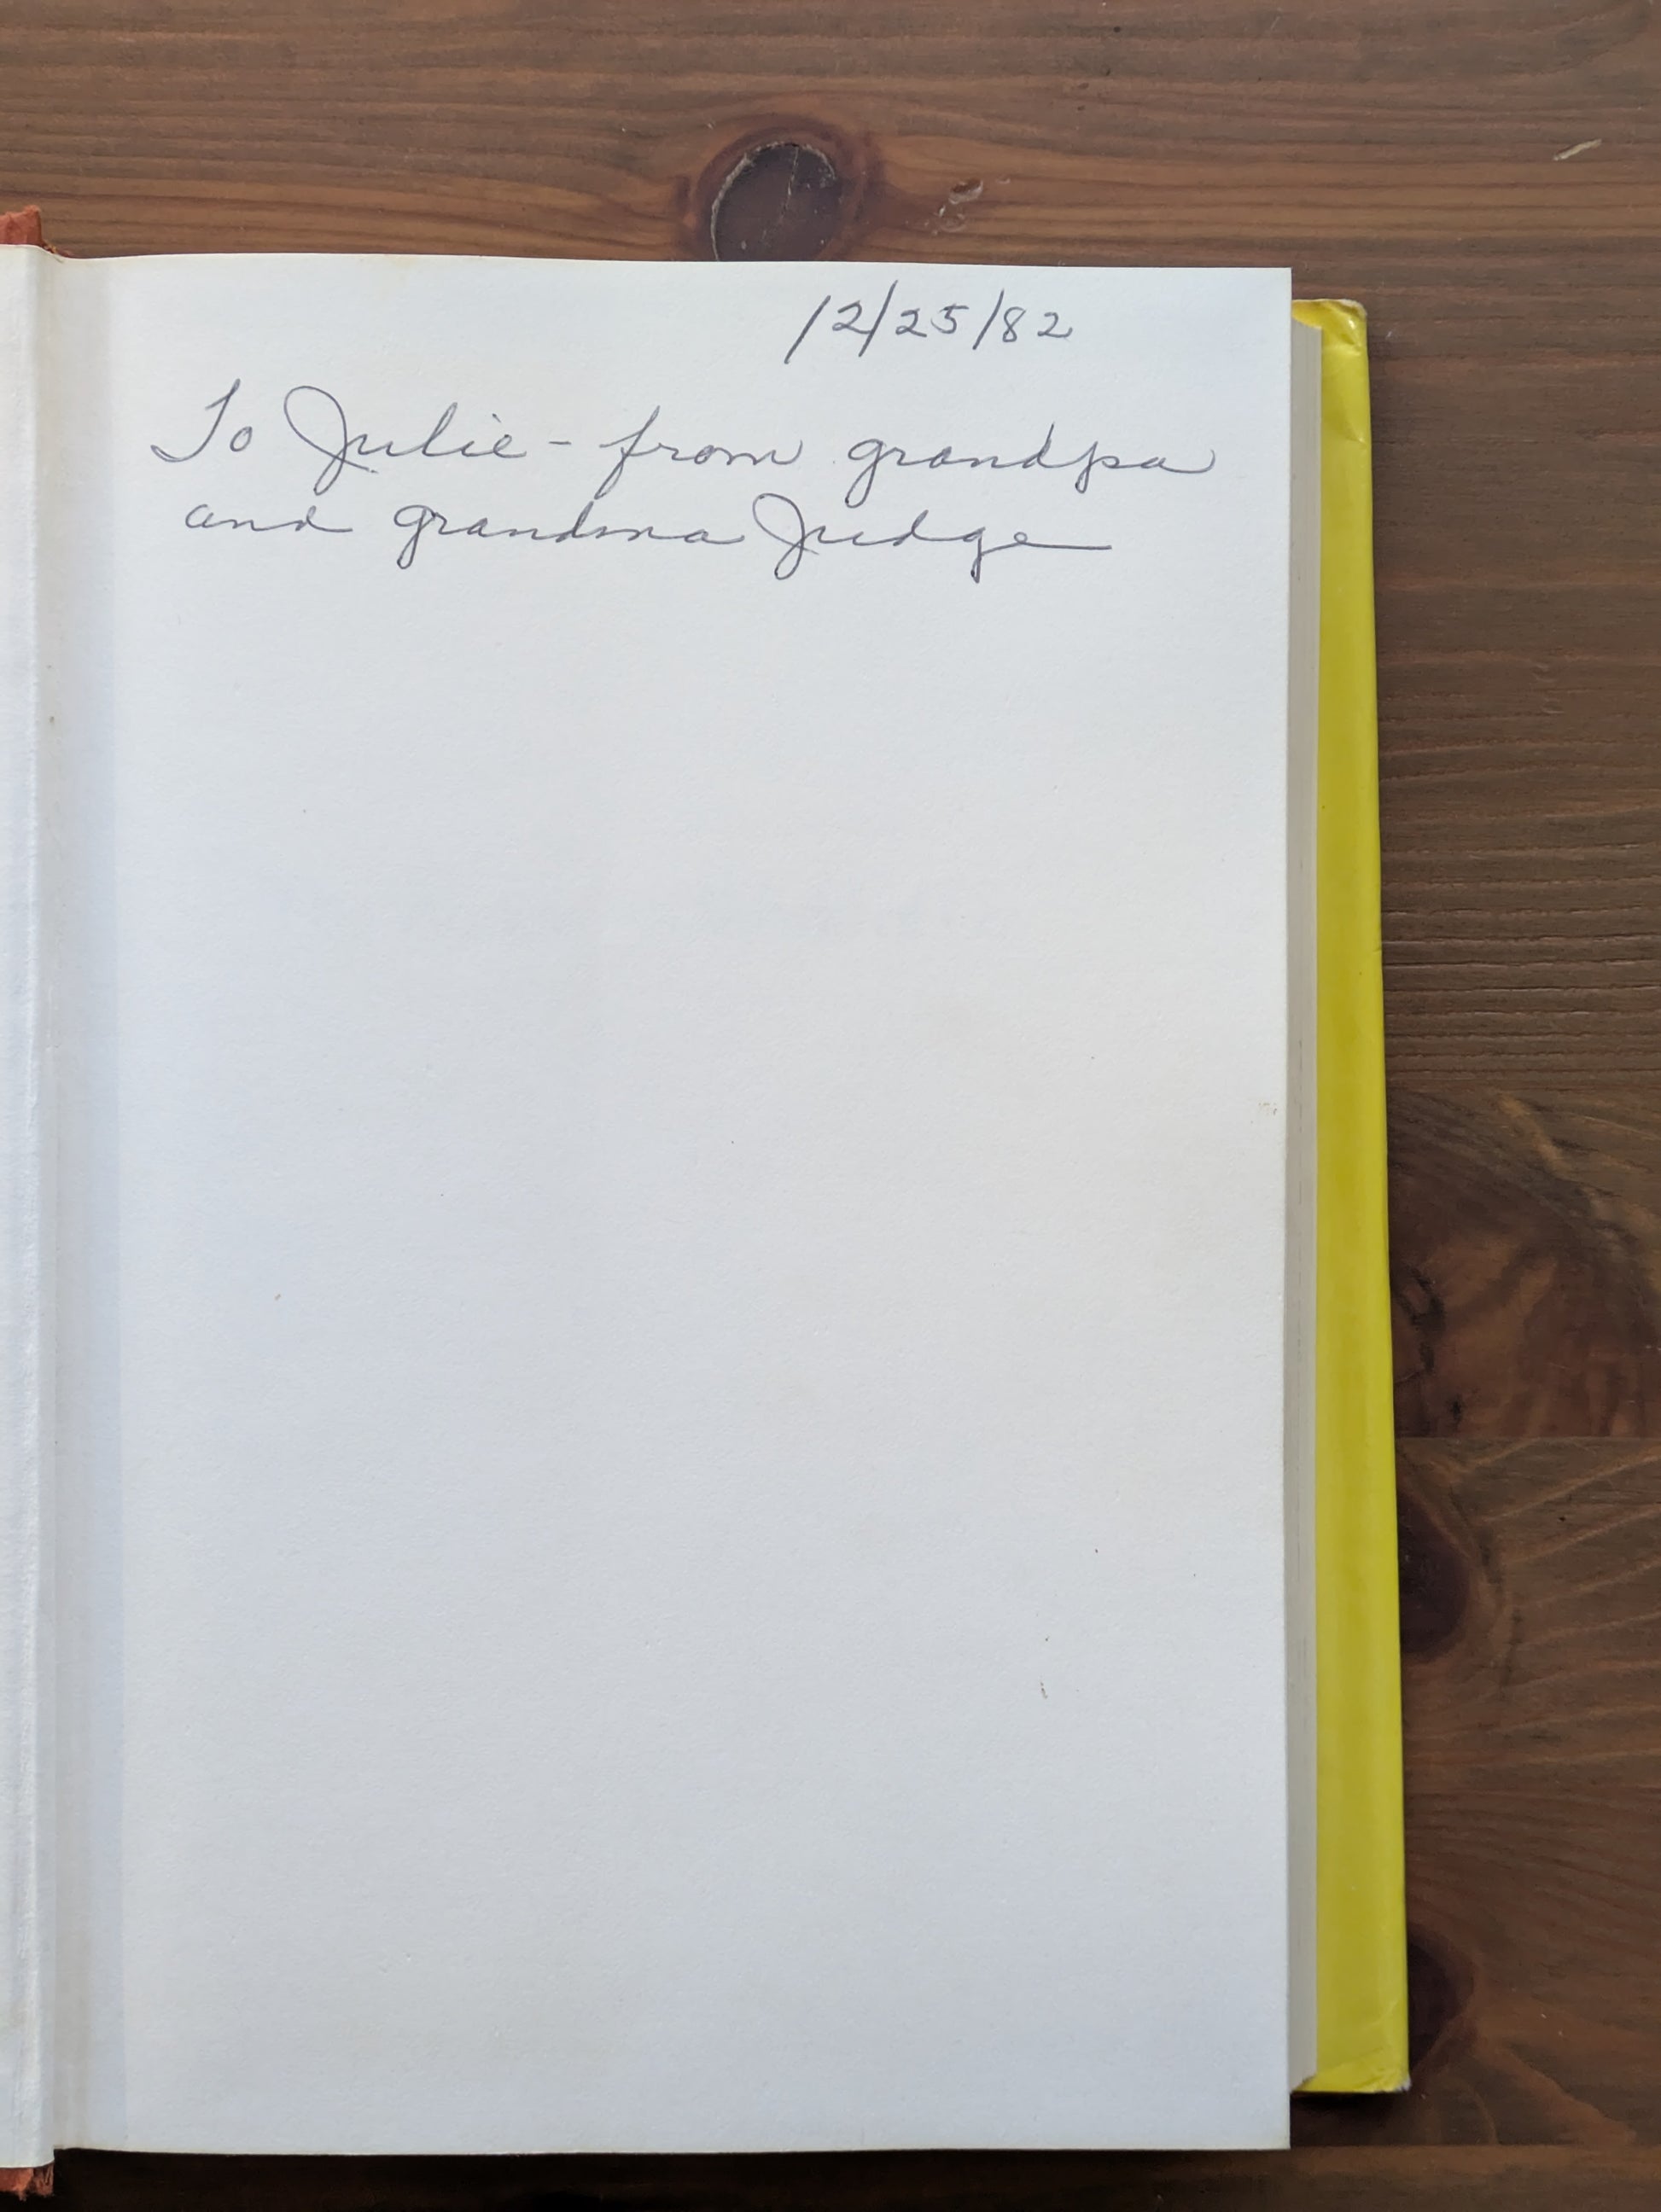 12/25/82
To Julie - from grandpa
and grandma Judge